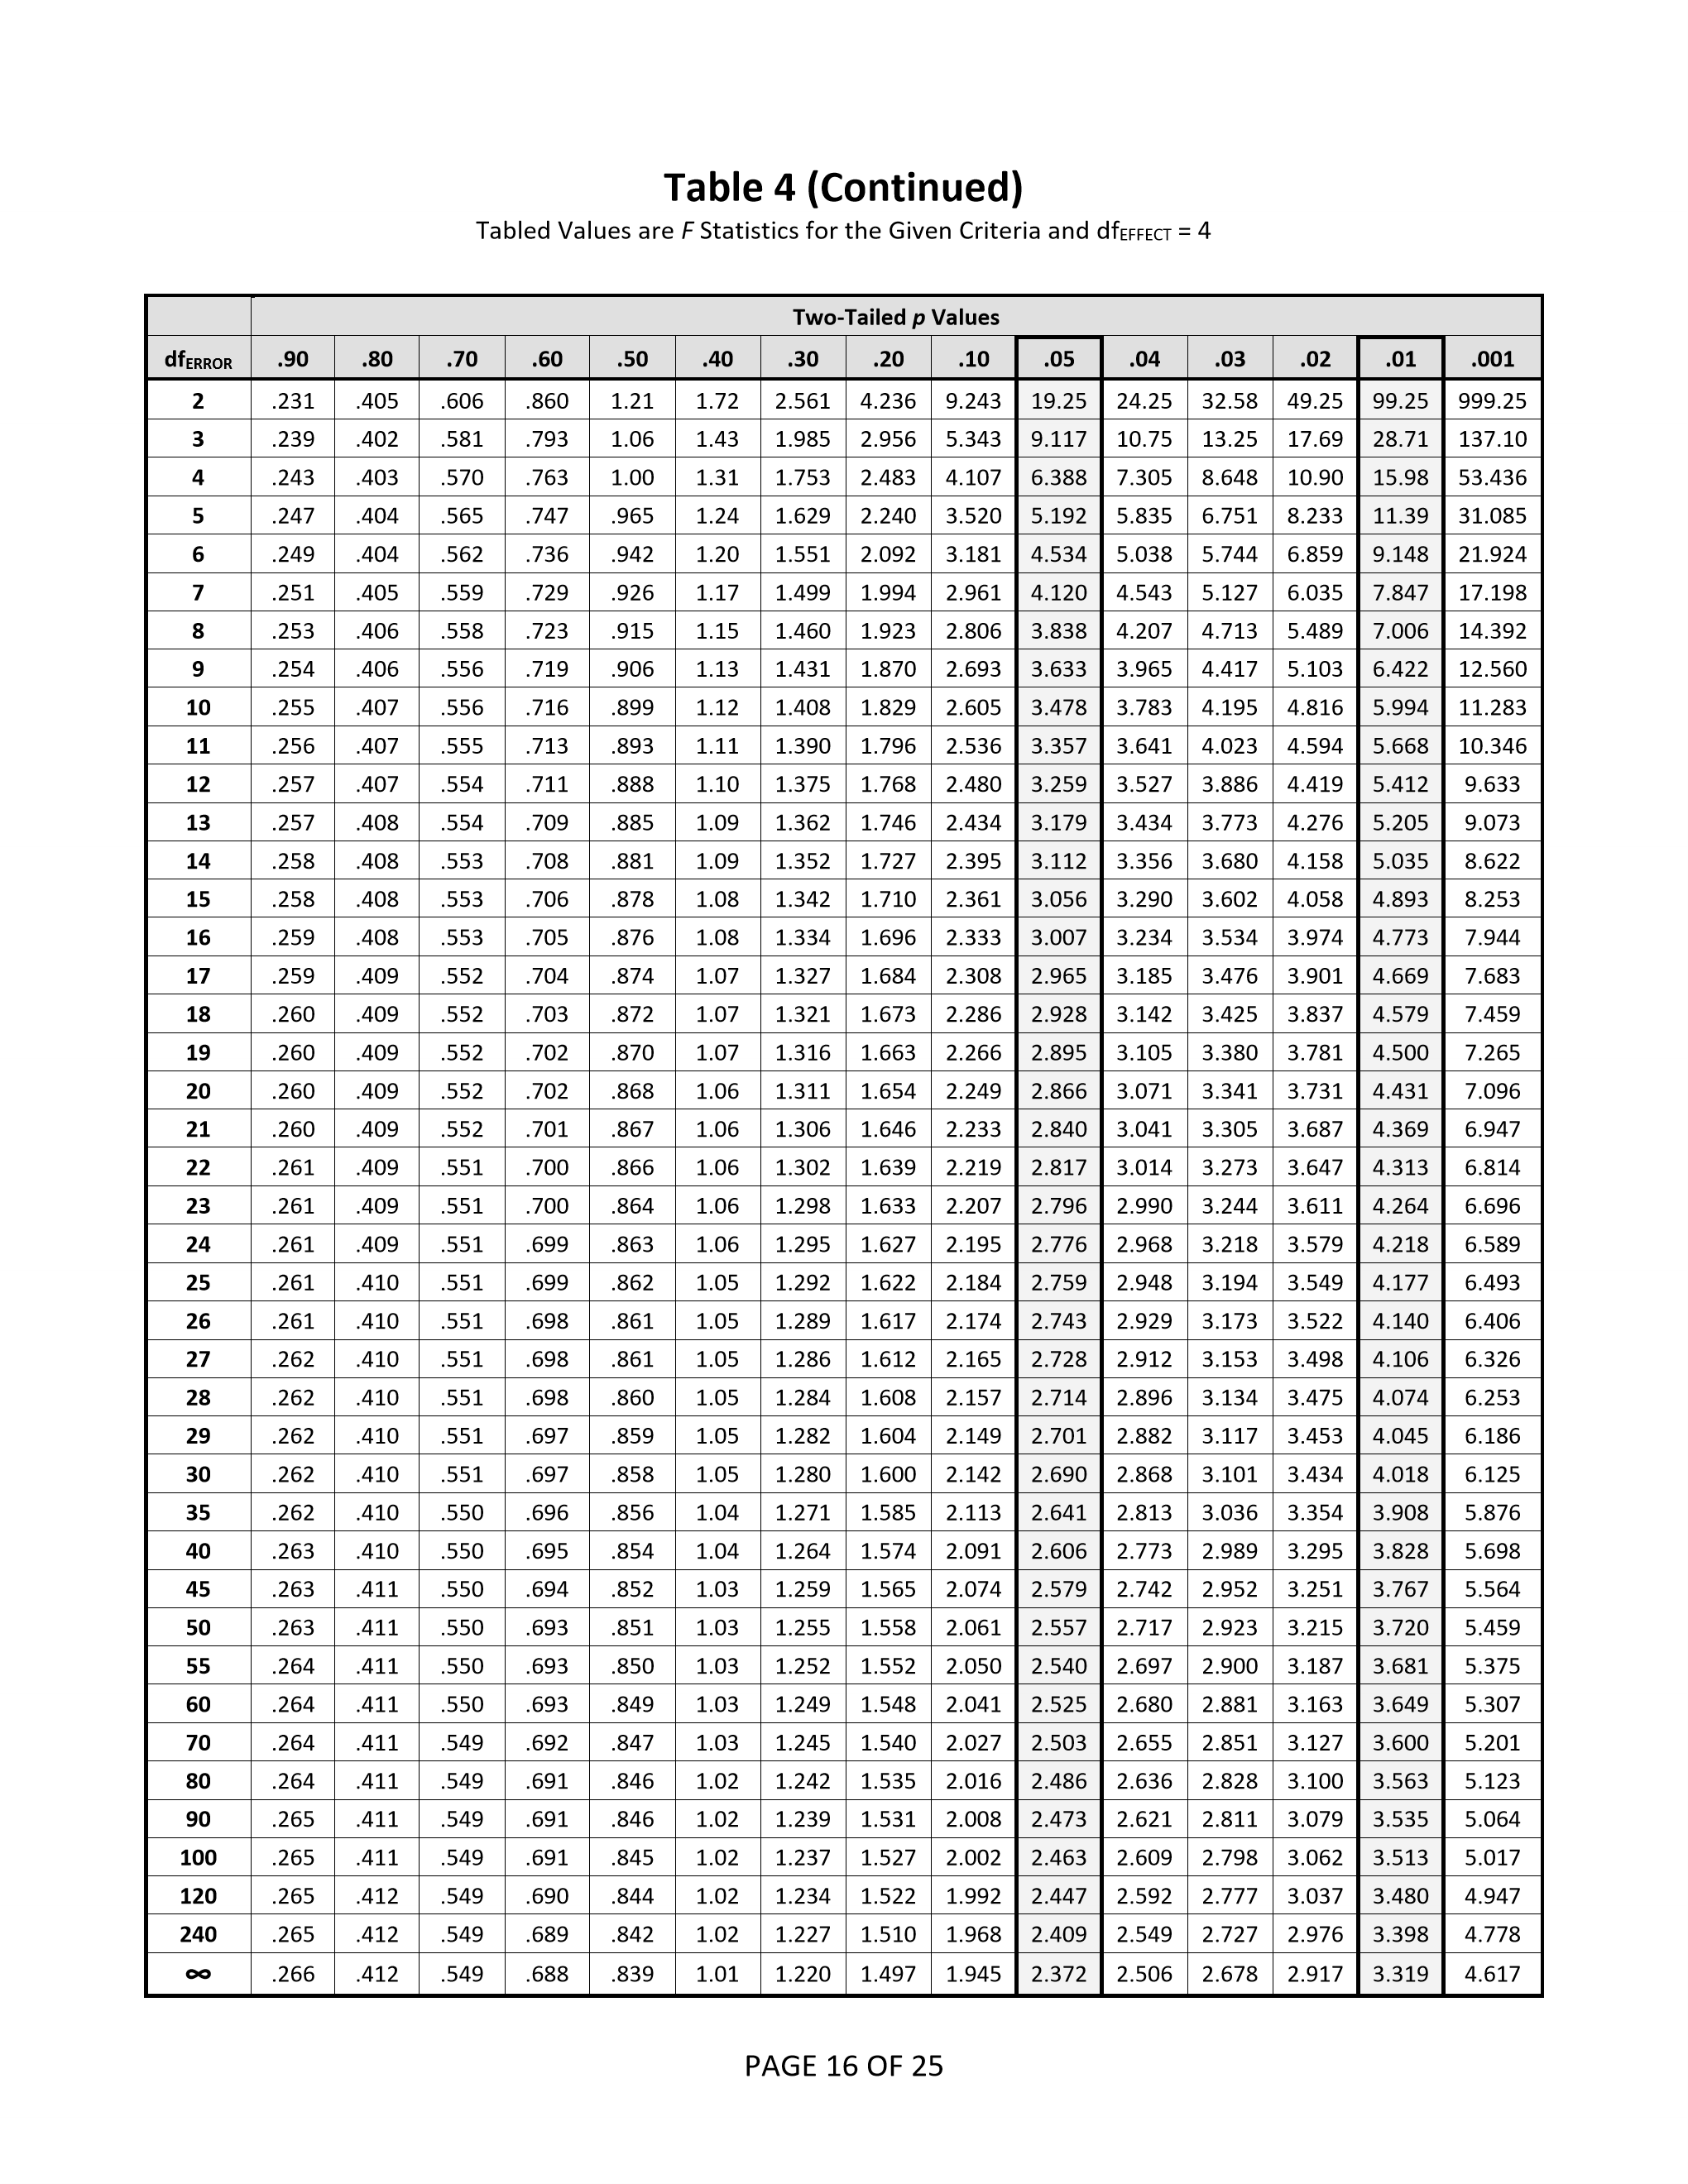 Table 4 (Continued)
Tabled Values are F Statistics for the Given Criteria and dfEFFECT = 4
Two-Tailed p Values
dfERROR .90 .80 .70 .60 .50 .40 .30 .20 .10 .05 .04 .03 .02 .01 .001
2 .231 .405 .606 .860 1.21 1.72 2.561 4.236 9.243 19.25 24.25 32.58 49.25 99.25 999.25
3 .239 .402 .581 .793 1.06 1.43 1.985 2.956 5.343 9.117 10.75 13.25 17.69 28.71 137.10
4 .243 .403 .570 .763 1.00 1.31 1.753 2.483 4.107 6.388 7.305 8.648 10.90 15.98 53.436
5 .247 .404 .565 .747 .965 1.24 1.629 2.240 3.520 5.192 5.835 6.751 8.233 11.39 31.085
6 .249 .404 .562 .736 .942 1.20 1.551 2.092 3.181 4.534 5.038 5.744 6.859 9.148 21.924
7 .251 .405 .559 .729 .926 1.17 1.499 1.994 2.961 4.120 4.543 5.127 6.035 7.847 17.198
8 .253 .406 .558 .723 .915 1.15 1.460 1.923 2.806 3.838 4.207 4.713 5.489 7.006 14.392
9 .254 .406 .556 .719 .906 1.13 1.431 1.870 2.693 3.633 3.965 4.417 5.103 6.422 12.560
10 .255 .407 .556 .716 .899 1.12 1.408 1.829 2.605 3.478 3.783 4.195 4.816 5.994 11.283
11 .256 .407 .555 .713 .893 1.11 1.390 1.796 2.536 3.357 3.641 4.023 4.594 5.668 10.346
12 .257 .407 .554 .711 .888 1.10 1.375 1.768 2.480 3.259 3.527 3.886 4.419 5.412 9.633
13 .257 .408 .554 .709 .885 1.09 1.362 1.746 2.434 3.179 3.434 3.773 4.276 5.205 9.073
14 .258 .408 .553 .708 .881 1.09 1.352 1.727 2.395 3.112 3.356 3.680 4.158 5.035 8.622
15 .258 .408 .553 .706 .878 1.08 1.342 1.710 2.361 3.056 3.290 3.602 4.058 4.893 8.253
16 .259 .408 .553 .705 .876 1.08 1.334 1.696 2.333 3.007 3.234 3.534 3.974 4.773 7.944
17 .259 .409 .552 .704 .874 1.07 1.327 1.684 2.308 2.965 3.185 3.476 3.901 4.669 7.683
18 .260 .409 .552 .703 .872 1.07 1.321 1.673 2.286 2.928 3.142 3.425 3.837 4.579 7.459
19 .260 .409 .552 .702 .870 1.07 1.316 1.663 2.266 2.895 3.105 3.380 3.781 4.500 7.265
20 .260 .409 .552 .702 .868 1.06 1.311 1.654 2.249 2.866 3.071 3.341 3.731 4.431 7.096
21 .260 .409 .552 .701 .867 1.06 1.306 1.646 2.233 2.840 3.041 3.305 3.687 4.369 6.947
22 .261 .409 .551 .700 .866 1.06 1.302 1.639 2.219 2.817 3.014 3.273 3.647 4.313 6.814
23 .261 .409 .551 .700 .864 1.06 1.298 1.633 2.207 2.796 2.990 3.244 3.611 4.264 6.696
24 .261 .409 .551 .699 .863 1.06 1.295 1.627 2.195 2.776 2.968 3.218 3.579 4.218 6.589
25 .261 .410 .551 .699 .862 1.05 1.292 1.622 2.184 2.759 2.948 3.194 3.549 4.177 6.493
26 .261 .410 .551 .698 .861 1.05 1.289 1.617 2.174 2.743 2.929 3.173 3.522 4.140 6.406
27 .262 .410 .551 .698 .861 1.05 1.286 1.612 2.165 2.728 2.912 3.153 3.498 4.106 6.326
28 .262 .410 .551 .698 .860 1.05 1.284 1.608 2.157 2.714 2.896 3.134 3.475 4.074 6.253
29 .262 .410 .551 .697 .859 1.05 1.282 1.604 2.149 2.701 2.882 3.117 3.453 4.045 6.186
30 .262 .410 .551 .697 .858 1.05 1.280 1.600 2.142 2.690 2.868 3.101 3.434 4.018 6.125
35 .262 .410 .550 .696 .856 1.04 1.271 1.585 2.113 2.641 2.813 3.036 3.354 3.908 5.876
40 .263 .410 .550 .695 .854 1.04 1.264 1.574 2.091 2.606 2.773 2.989 3.295 3.828 5.698
45 .263 .411 .550 .694 .852 1.03 1.259 1.565 2.074 2.579 2.742 2.952 3.251 3.767 5.564
50 .263 .411 .550 .693 .851 1.03 1.255 1.558 2.061 2.557 2.717 2.923 3.215 3.720 5.459
55 .264 .411 .550 .693 .850 1.03 1.252 1.552 2.050 2.540 2.697 2.900 3.187 3.681 5.375
60 .264 .411 .550 .693 .849 1.03 1.249 1.548 2.041 2.525 2.680 2.881 3.163 3.649 5.307
70 .264 .411 .549 .692 .847 1.03 1.245 1.540 2.027 2.503 2.655 2.851 3.127 3.600 5.201
80 .264 .411 .549 .691 .846 1.02 1.242 1.535 2.016 2.486 2.636 2.828 3.100 3.563 5.123
90 .265 .411 .549 .691 .846 1.02 1.239 1.531 2.008 2.473 2.621 2.811 3.079 3.535 5.064
100 .265 .411 .549 .691 .845 1.02 1.237 1.527 2.002 2.463 2.609 2.798 3.062 3.513 5.017
120 .265 .412 .549 .690 .844 1.02 1.234 1.522 1.992 2.447 2.592 2.777 3.037 3.480 4.947
240 .265 .412 .549 .689 .842 1.02 1.227 1.510 1.968 2.409 2.549 2.727 2.976 3.398 4.778
∞ .266 .412 .549 .688 .839 1.01 1.220 1.497 1.945 2.372 2.506 2.678 2.917 3.319 4.617
PAGE 16 OF 25